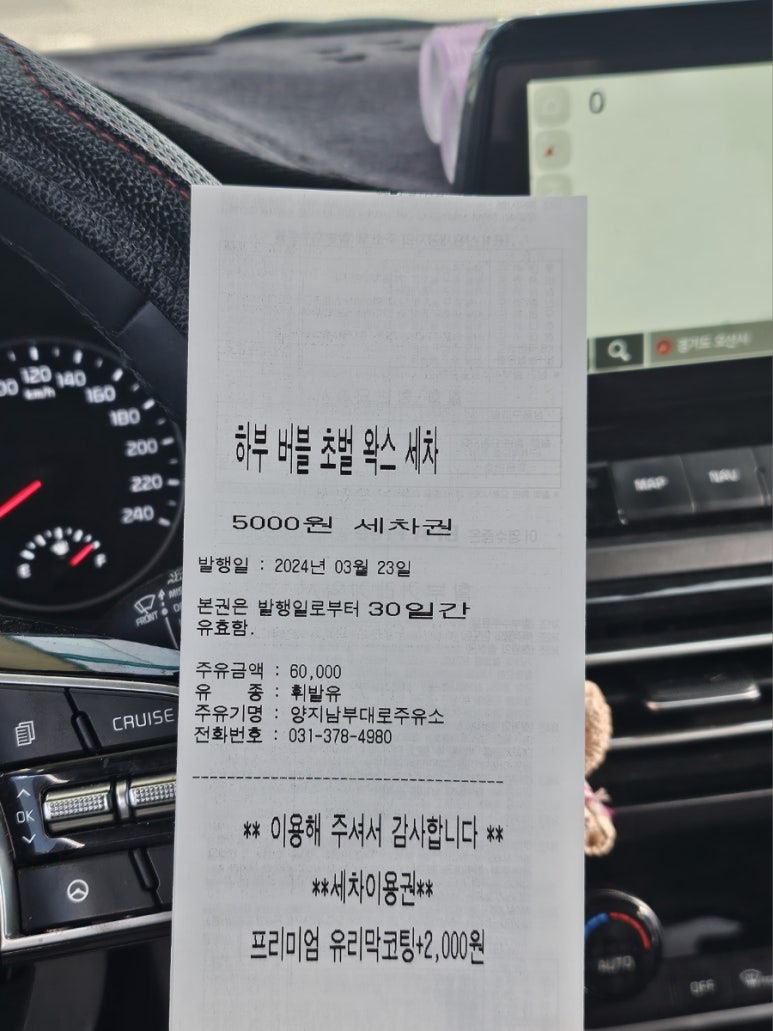 0
경기도 오산시
MAP
NAV
120
140
160
km/h
180
200
220
240
E
F
FRONT
CRUISE
OK
AUTO
OFF
하부 버블 초벌 왁스 세차
5000원 세차권
발행일 : 2024년 03월 23일
본권은 발행일로부터 30일간
유효함.
주유금액 : 60,000
유 종 : 휘발유
주유기명 : 양지남부대로주유소
전화번호 : 031-378-4980
** 이용해 주셔서 감사합니다 **
**세차이용권**
프리미엄 유리막코팅+2,000원